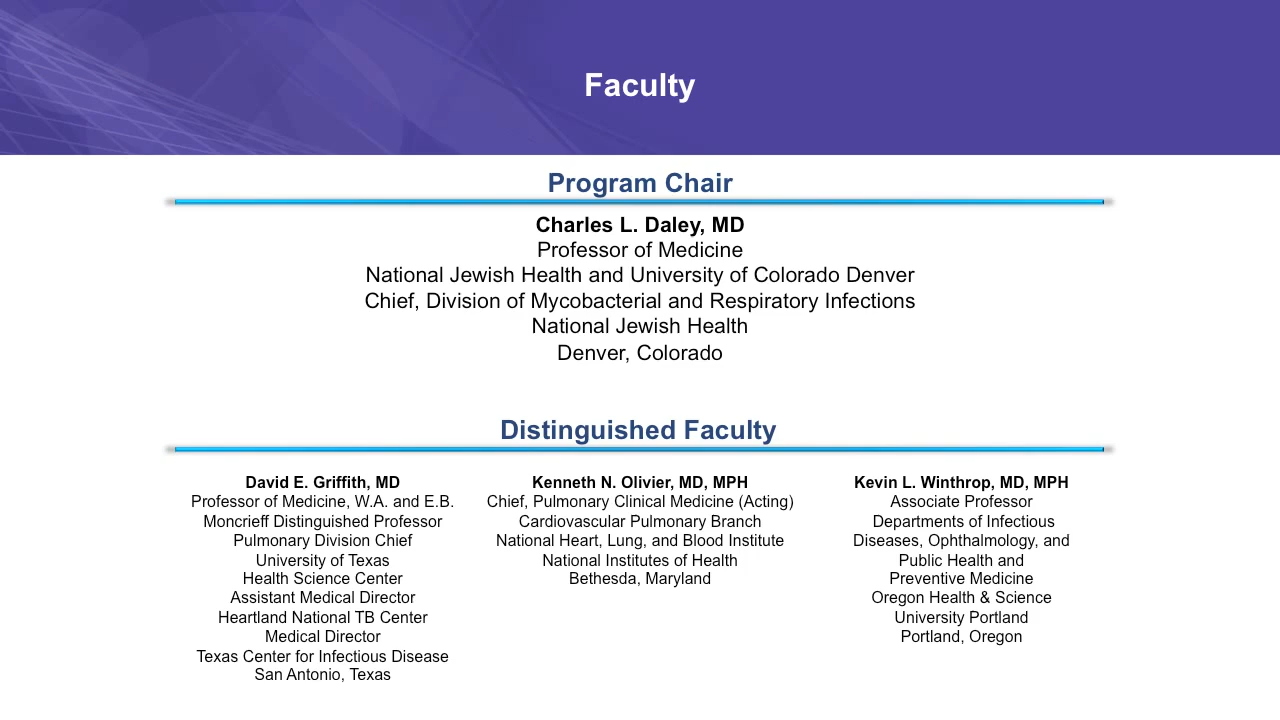 Faculty
Program Chair
Charles L. Daley, MD
Professor of Medicine
National Jewish Health and University of Colorado Denver
Chief, Division of Mycobacterial and Respiratory Infections
National Jewish Health
Denver, Colorado
Distinguished Faculty
David E. Griffith, MD
Professor of Medicine, W.A. and E.B.
Moncrieff Distinguished Professor
Pulmonary Division Chief
University of Texas
Health Science Center
Assistant Medical Director
Heartland National TB Center
Medical Director
Texas Center for Infectious Disease
San Antonio, Texas
Kenneth N. Olivier, MD, MPH
Chief, Pulmonary Clinical Medicine (Acting)
Cardiovascular Pulmonary Branch
National Heart, Lung, and Blood Institute
National Institutes of Health
Bethesda, Maryland
Kevin L. Winthrop, MD, MPH
Associate Professor
Departments of Infectious
Diseases, Ophthalmology, and
Public Health and
Preventive Medicine
Oregon Health & Science
University Portland
Portland, Oregon